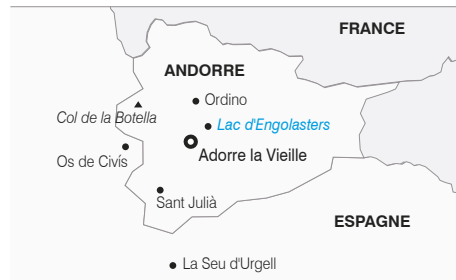 FRANCE
ANDORRE
Ordino
Col de la Botella
Lac d'Engolasters
Adorre la Vieille
Os de Civís
Sant Julià
ESPAGNE
La Seu d'Urgell